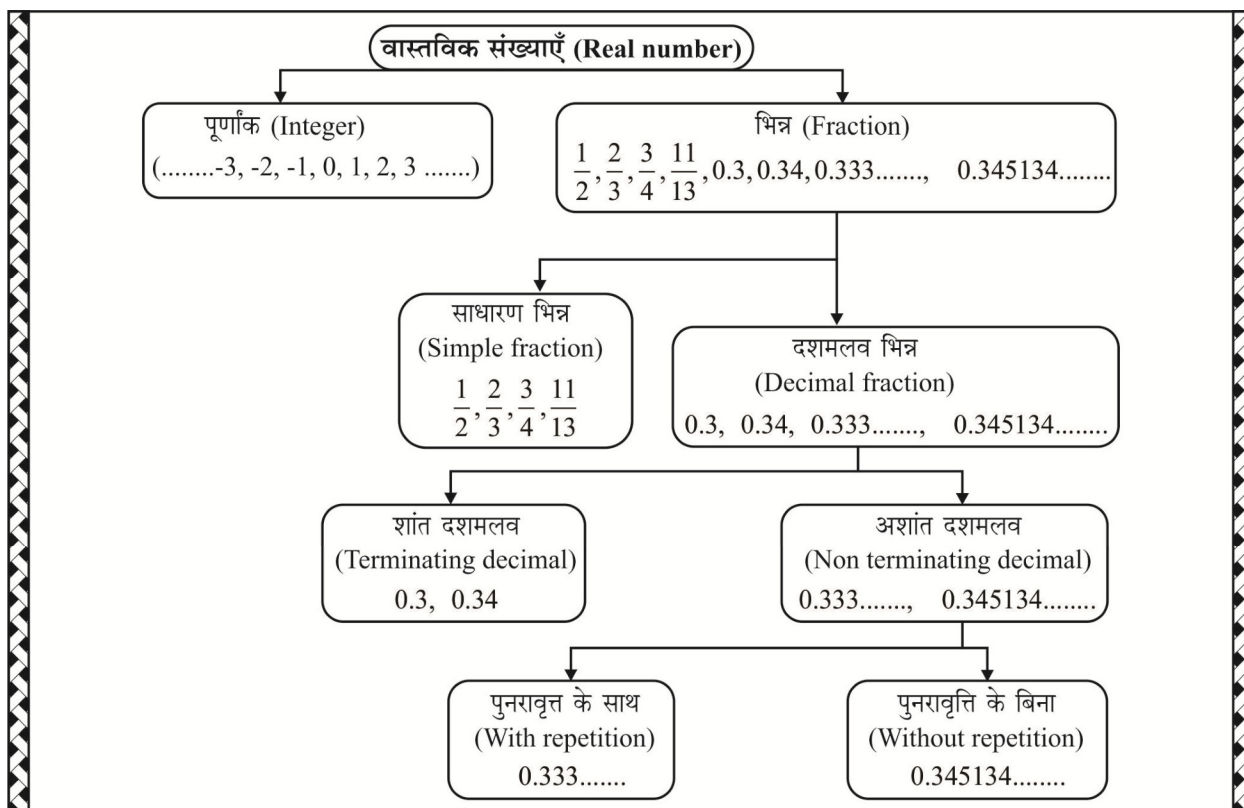 वास्तविक संख्याएँ (Real number)
पूर्णांक (Integer)
(........-3, -2, -1, 0, 1, 2, 3 .......)
भिन्न (Fraction)
1/2, 2/3, 3/4, 11/13, 0.3, 0.34, 0.333......., 0.345134........
साधारण भिन्न
(Simple fraction)
1/2, 2/3, 3/4, 11/13
दशमलव भिन्न
(Decimal fraction)
0.3, 0.34, 0.333......., 0.345134........
शांत दशमलव
(Terminating decimal)
0.3, 0.34
अशांत दशमलव
(Non terminating decimal)
0.333......., 0.345134........
पुनरावृत्त के साथ
(With repetition)
0.333.......
पुनरावृत्ति के बिना
(Without repetition)
0.345134........